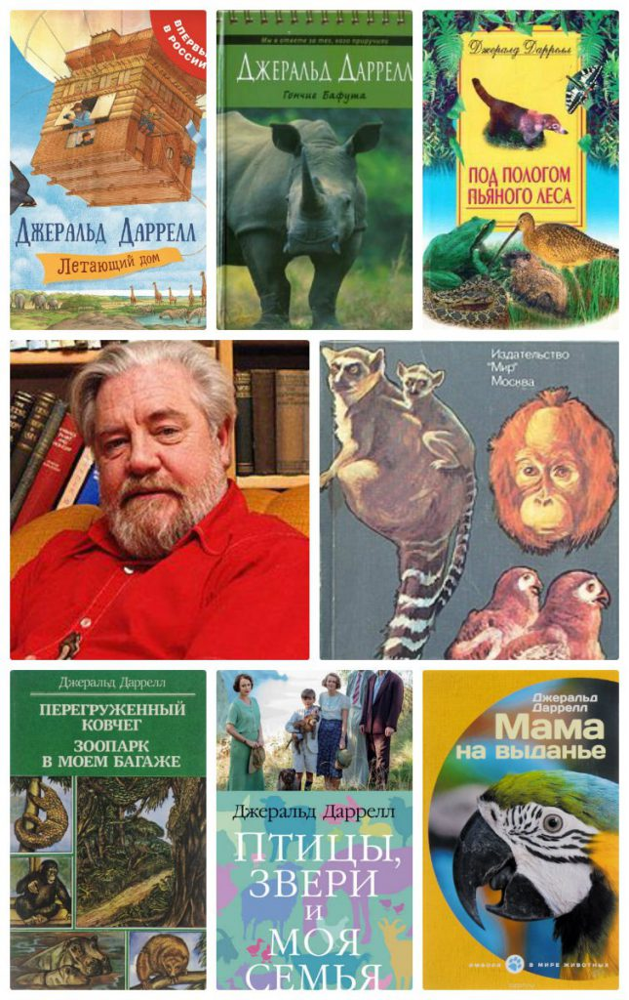 ВПЕРВЫЕ
В РОССИИ
ДЖЕРАЛЬД ДАРРЕЛЛ
Летающий дом
Мы в ответе за тех, кого приручили
ДЖЕРАЛЬД ДАРРЕЛЛ
Гончие Бафута
Джеральд Даррелл
ПОД ПОЛОГОМ
ПЬЯНОГО ЛЕСА
Издательство
"Мир"
Москва
Джеральд Даррелл
ПЕРЕГРУЖЕННЫЙ
КОВЧЕГ
ЗООПАРК
В МОЕМ БАГАЖЕ
Джеральд Даррелл
ПТИЦЫ,
ЗВЕРИ
И
МОЯ
СЕМЬЯ
Джеральд
Даррелл
Мама
на выданье
АМФОРА
В МИРЕ ЖИВОТНЫХ